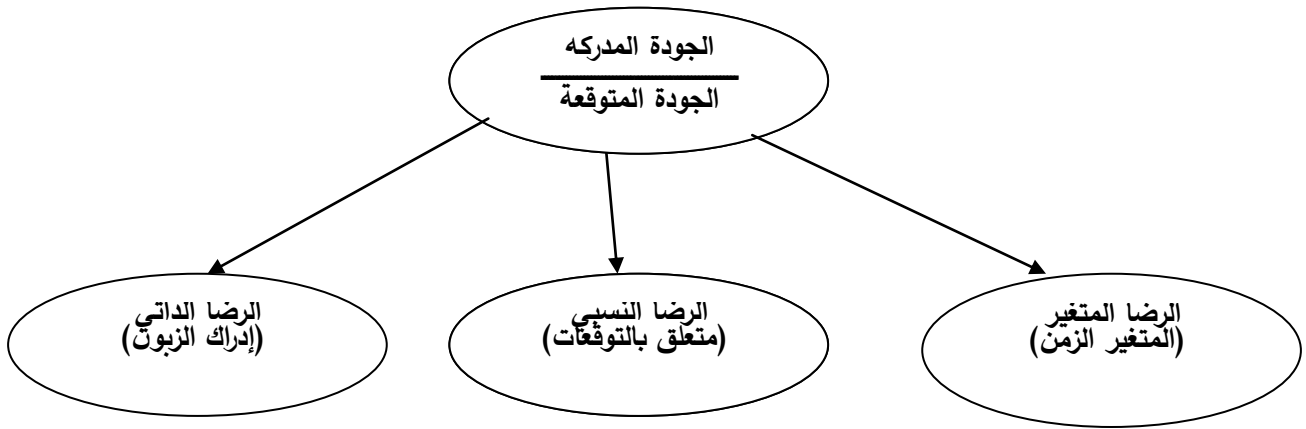 الجودة المدركه
الجودة المتوقعة
الرضا المتغير
(المتغير الزمن)
الرضا النسبي
(متعلق بالتوقعات)
الرضا الداتي
(إدراك الزبون)